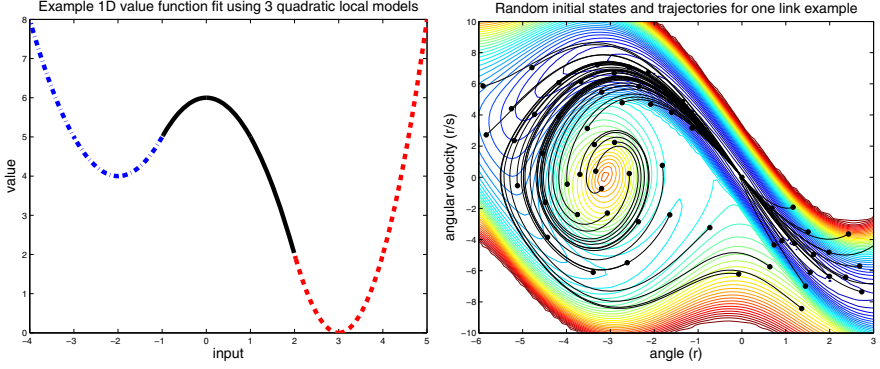 Example 1D value function fit using 3 quadratic local models
8
7
6
5
4
3
2
1
0
value
−4 −3 −2 −1 0 1 2 3 4 5
input
Random initial states and trajectories for one link example
10
8
6
4
2
0
−2
−4
−6
−8
−10
angular velocity (r/s)
−6 −5 −4 −3 −2 −1 0 1 2 3
angle (r)